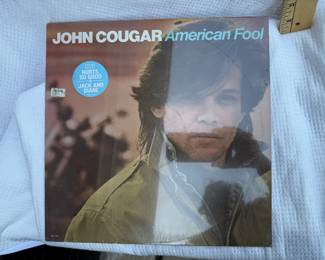 JOHN COUGAR American Fool
HURTS
SO GOOD
JACK AND
DIANE